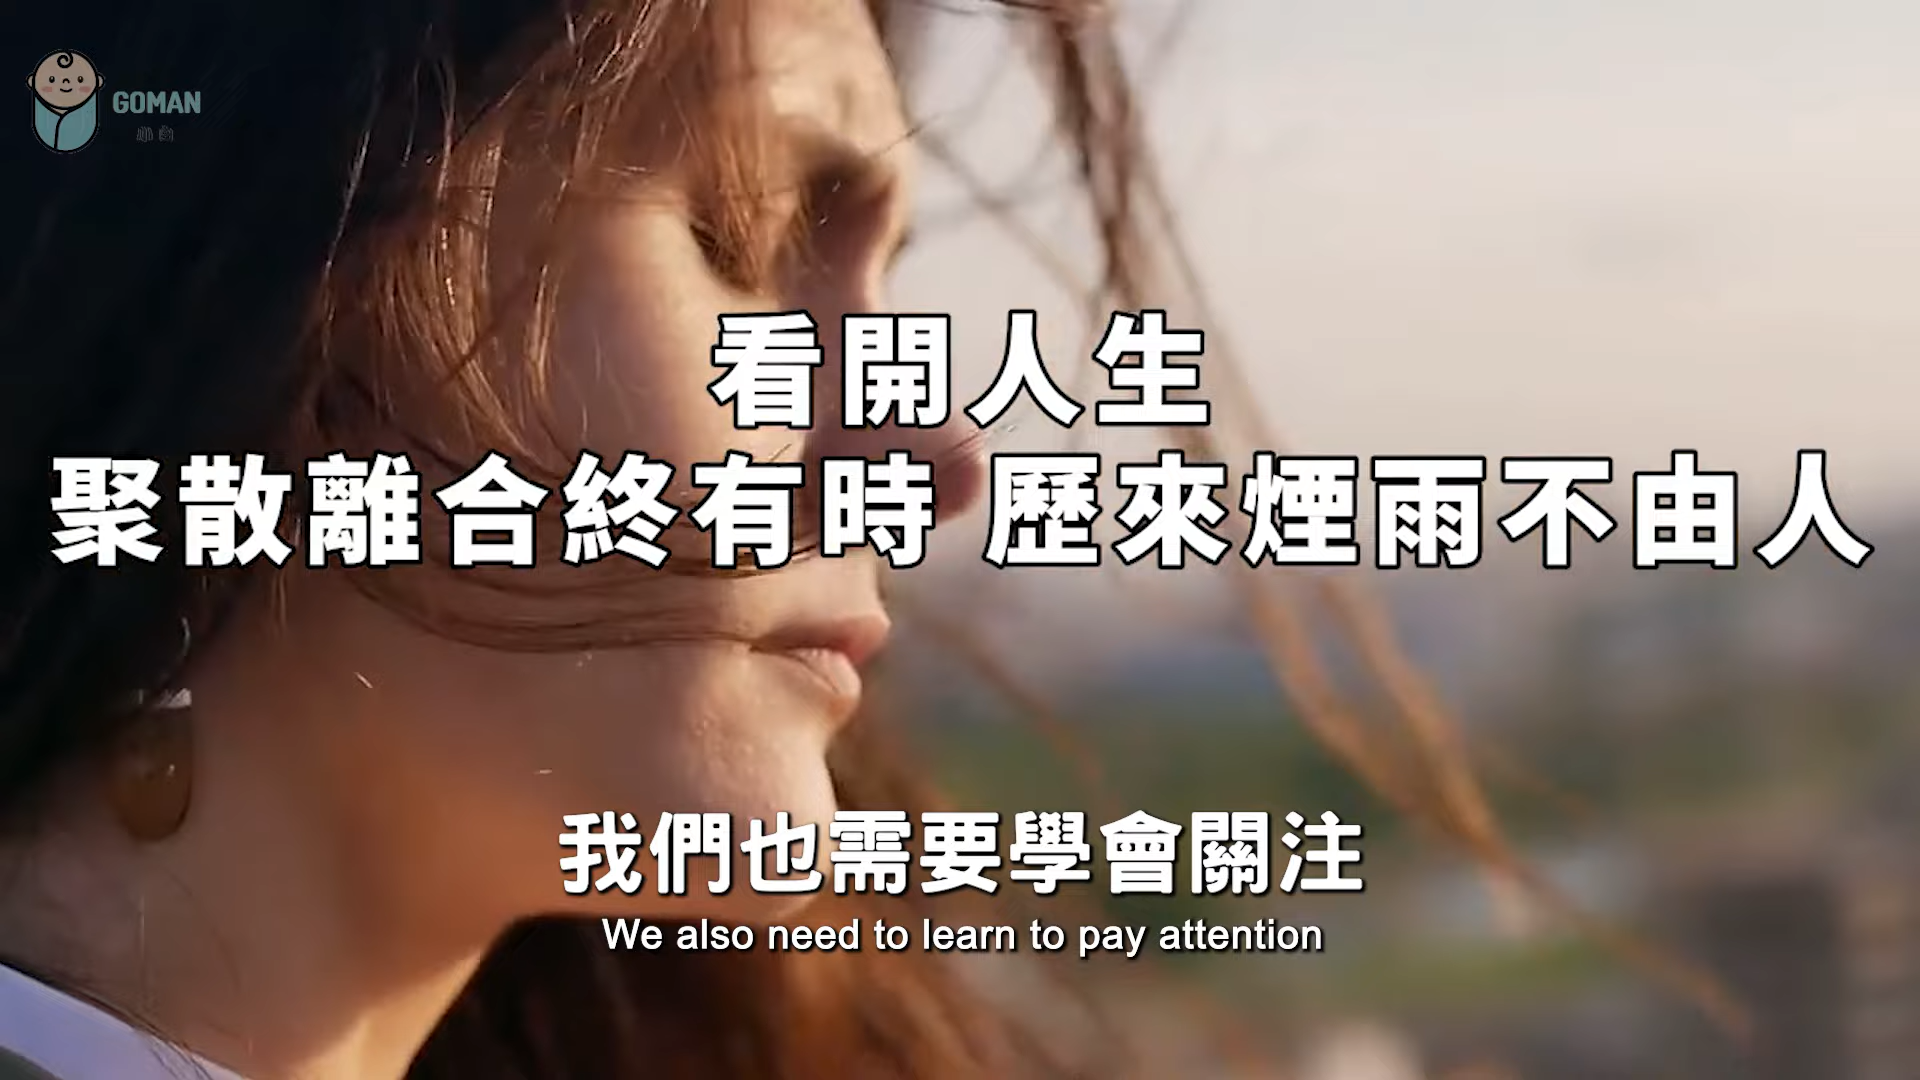 GOMAN
看開人生
聚散離合終有時 歷來煙雨不由人
我們也需要學會關注
We also need to learn to pay attention